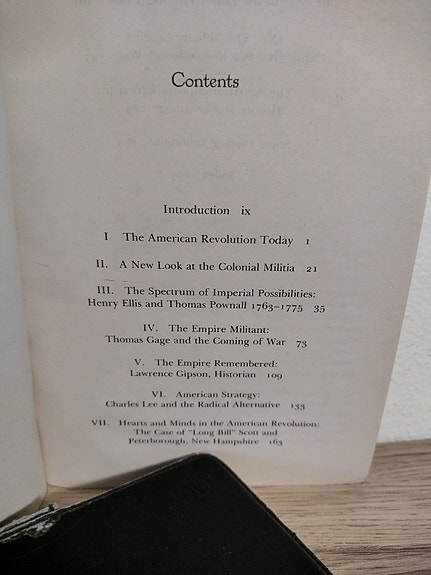 Contents
Introduction ix
I The American Revolution Today 1
II. A New Look at the Colonial Militia 21
III. The Spectrum of Imperial Possibilities:
Henry Ellis and Thomas Pownall 1763–1775 35
IV. The Empire Militant:
Thomas Gage and the Coming of War 73
V. The Empire Remembered:
Lawrence Gipson, Historian 109
VI. American Strategy:
Charles Lee and the Radical Alternative 133
VII. Hearts and Minds in the American Revolution:
The Case of "Long Bill" Scott and
Peterborough, New Hampshire 163